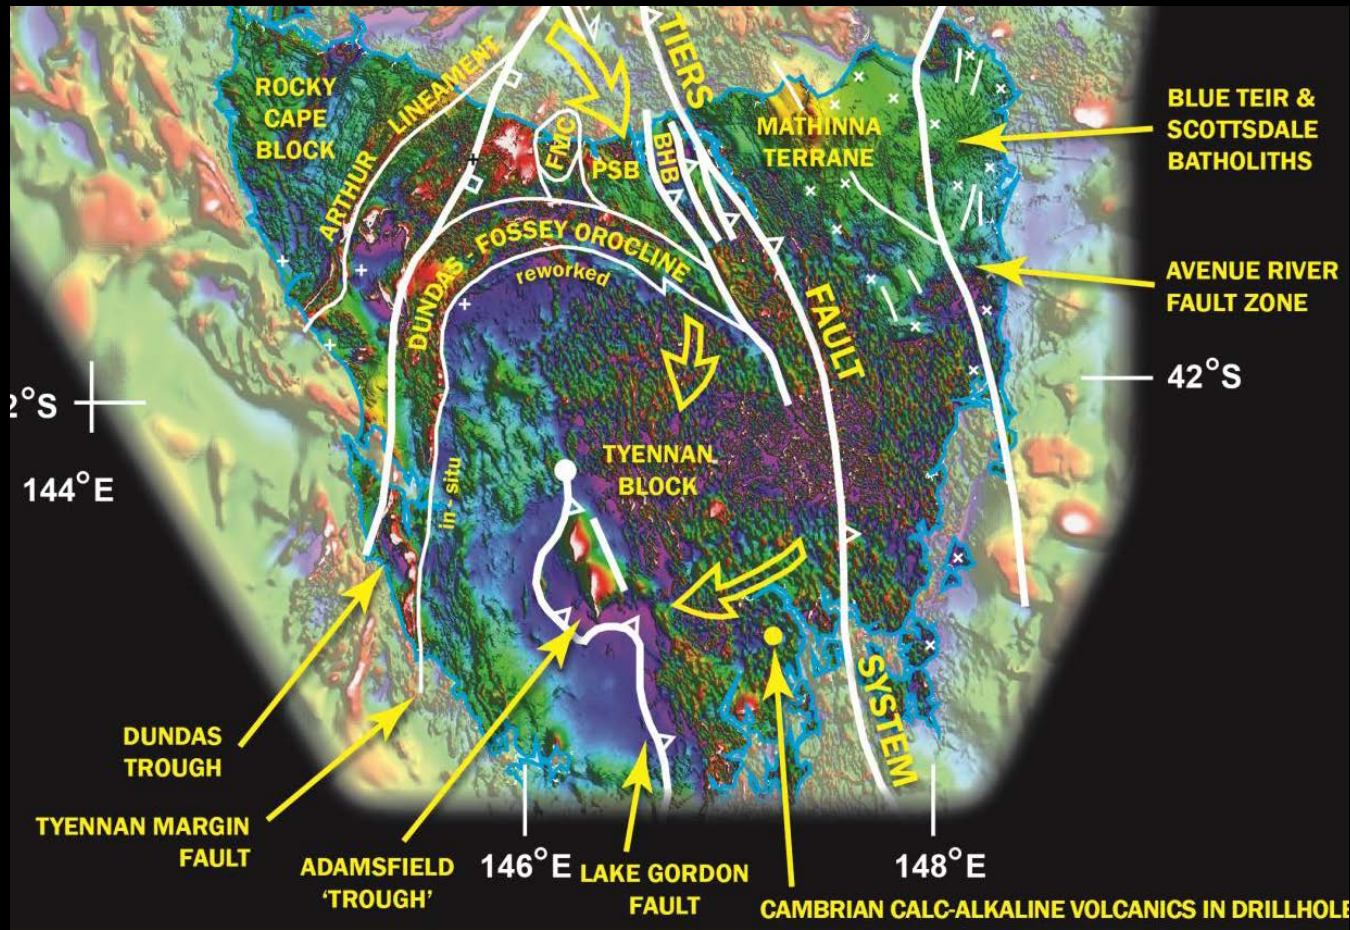 TIERS
FAULT
SYSTEM
ROCKY
CAPE
BLOCK
ARTHUR LINEAMENT
FMC
PSB
BHB
MATHINNA
TERRANE
BLUE TEIR &
SCOTTSDALE
BATHOLITHS
DUNDAS - FOSSEY OROCLINE
reworked
AVENUE RIVER
FAULT ZONE
42°S
2°S
144°E
in - situ
TYENNAN
BLOCK
DUNDAS
TROUGH
TYENNAN MARGIN
FAULT
ADAMSFIELD
'TROUGH'
146°E
LAKE GORDON
FAULT
148°E
CAMBRIAN CALC-ALKALINE VOLCANICS IN DRILLHOLE